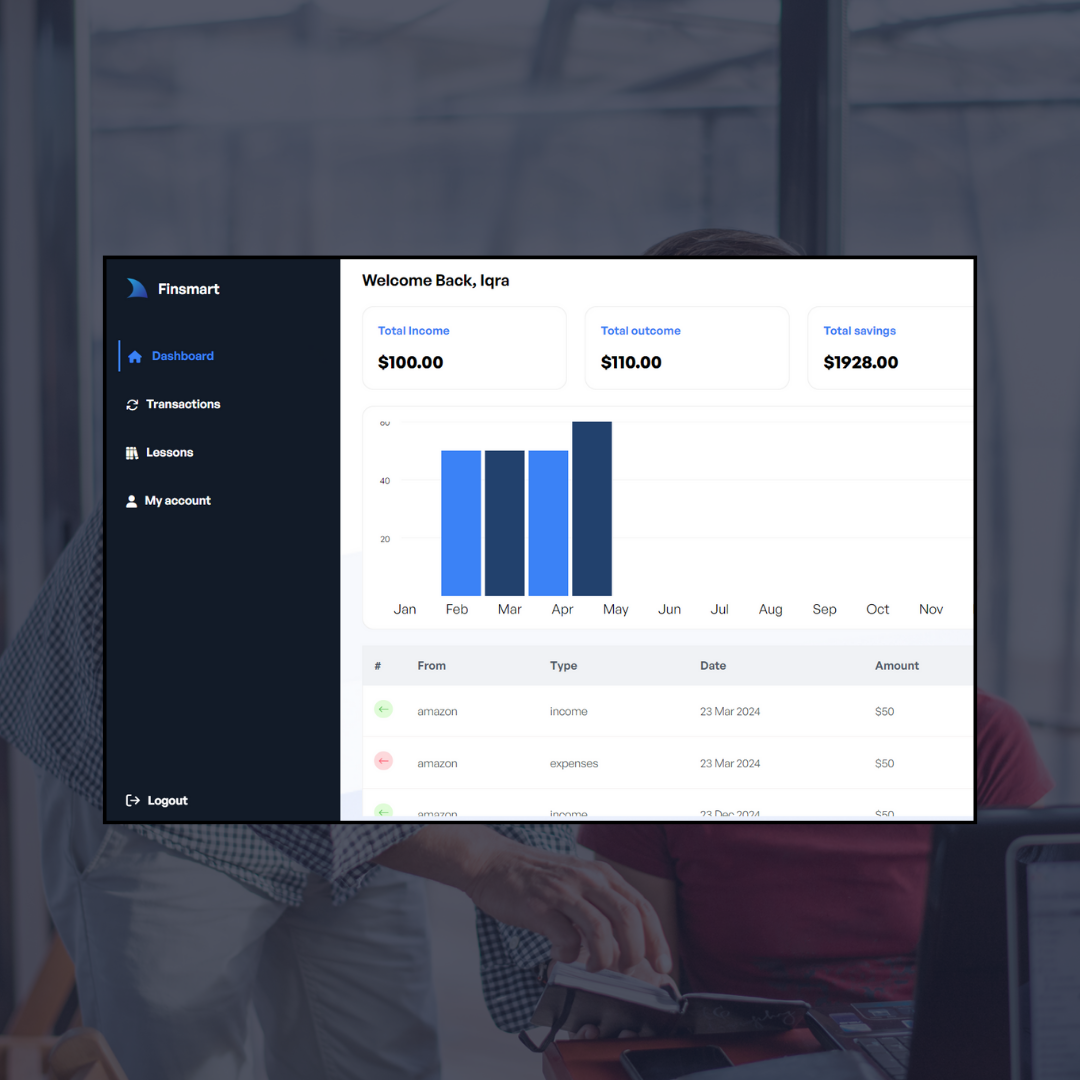 Finsmart
Dashboard
Transactions
Lessons
My account
Logout
Welcome Back, Iqra
Total Income
$100.00
Total outcome
$110.00
Total savings
$1928.00
60
40
20
Jan Feb Mar Apr May Jun Jul Aug Sep Oct Nov
# From Type Date Amount
amazon income 23 Mar 2024 $50
amazon expenses 23 Mar 2024 $50
amazon income 23 Dec 2024 $50